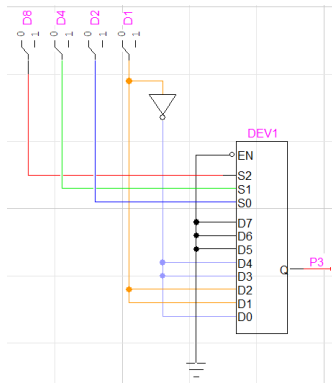 D8 D4 D2 D1
0 1 0 1 0 1 0 1
DEV1
EN
S2
S1
S0
D7
D6
D5
D4
D3
D2
D1
D0
Q
P3